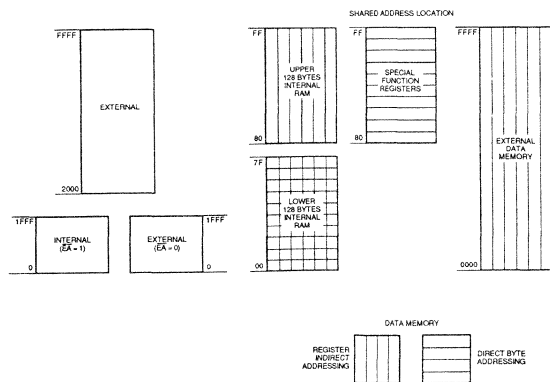 SHARED ADDRESS LOCATION
FFFF
EXTERNAL
2000
1FFF
INTERNAL
(EA = 1)
0
EXTERNAL
(EA = 0)
1FFF
0
FF
UPPER
128 BYTES
INTERNAL
RAM
80
FF
SPECIAL
FUNCTION
REGISTERS
80
7F
LOWER
128 BYTES
INTERNAL
RAM
00
FFFF
EXTERNAL
DATA
MEMORY
0000
DATA MEMORY
REGISTER
INDIRECT
ADDRESSING
DIRECT BYTE
ADDRESSING